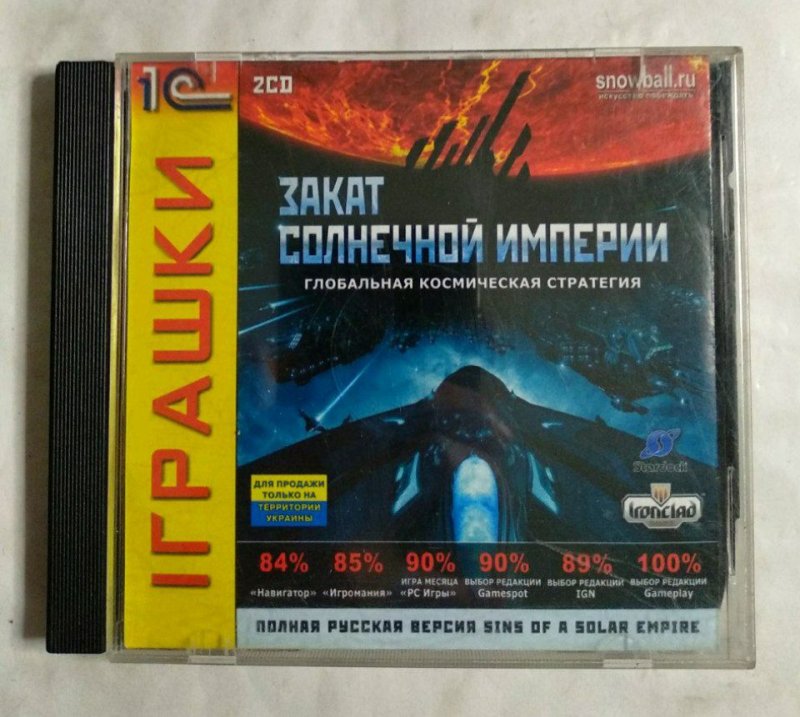 1С
ІГРАШКИ
2CD
snowball.ru
искусство побеждать
ЗАКАТ
СОЛНЕЧНОЙ ИМПЕРИИ
ГЛОБАЛЬНАЯ КОСМИЧЕСКАЯ СТРАТЕГИЯ
Stardock
Ironclad
ДЛЯ ПРОДАЖИ
ТОЛЬКО НА
ТЕРРИТОРИИ
УКРАИНЫ
84% 85% 90% 90% 89% 100%
ИГРА МЕСЯЦА ВЫБОР РЕДАКЦИИ ВЫБОР РЕДАКЦИИ ВЫБОР РЕДАКЦИИ
«Навигатор» «Игромания» «РС Игры» Gamespot IGN Gameplay
ПОЛНАЯ РУССКАЯ ВЕРСИЯ SINS OF A SOLAR EMPIRE